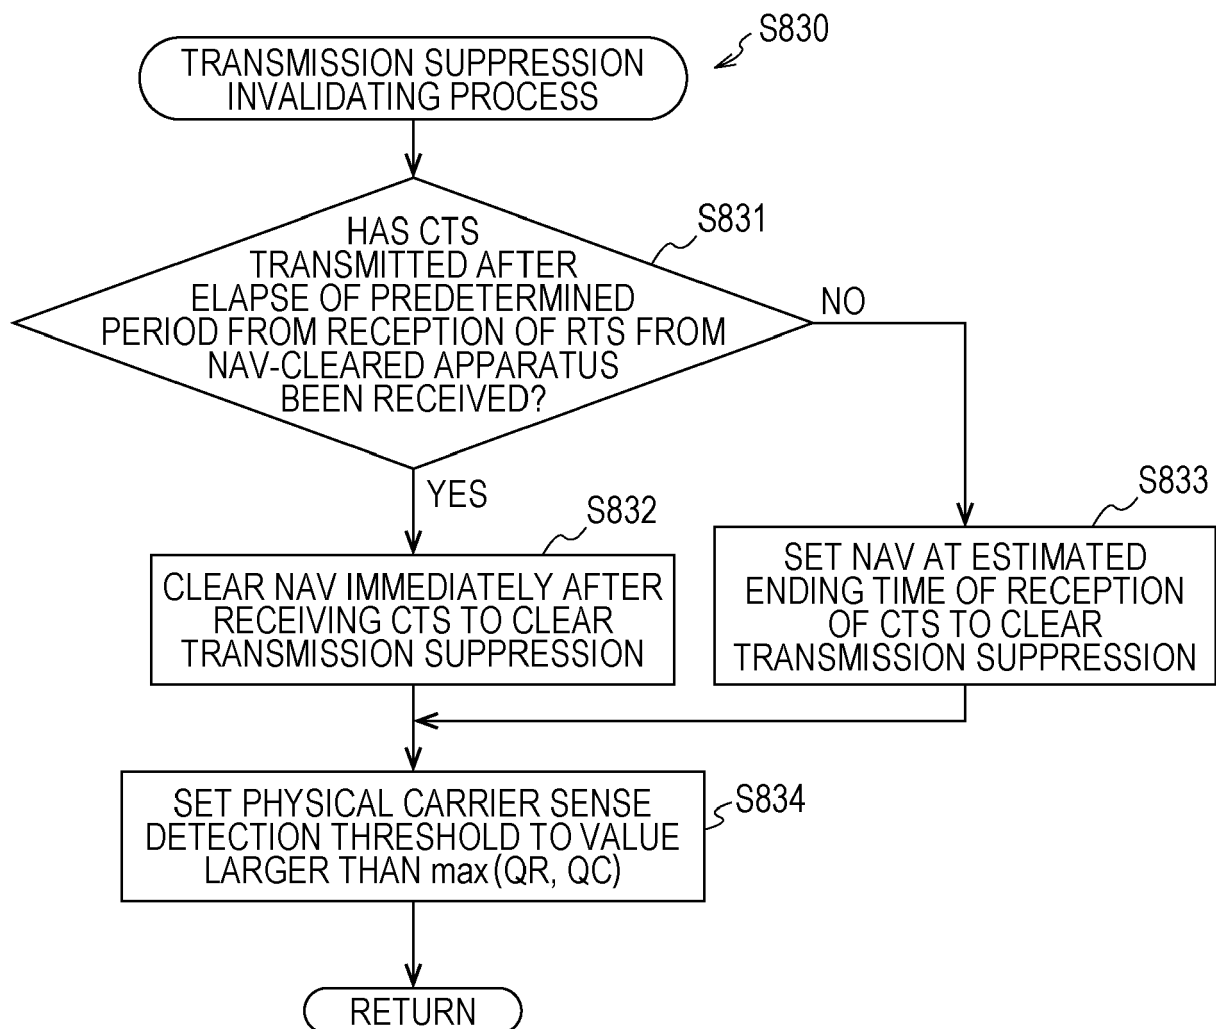 S830
TRANSMISSION SUPPRESSION
INVALIDATING PROCESS
S831
HAS CTS
TRANSMITTED AFTER
ELAPSE OF PREDETERMINED
PERIOD FROM RECEPTION OF RTS FROM
NAV-CLEARED APPARATUS
BEEN RECEIVED?
NO
YES
S832
CLEAR NAV IMMEDIATELY AFTER
RECEIVING CTS TO CLEAR
TRANSMISSION SUPPRESSION
S833
SET NAV AT ESTIMATED
ENDING TIME OF RECEPTION
OF CTS TO CLEAR
TRANSMISSION SUPPRESSION
S834
SET PHYSICAL CARRIER SENSE
DETECTION THRESHOLD TO VALUE
LARGER THAN max(QR, QC)
RETURN